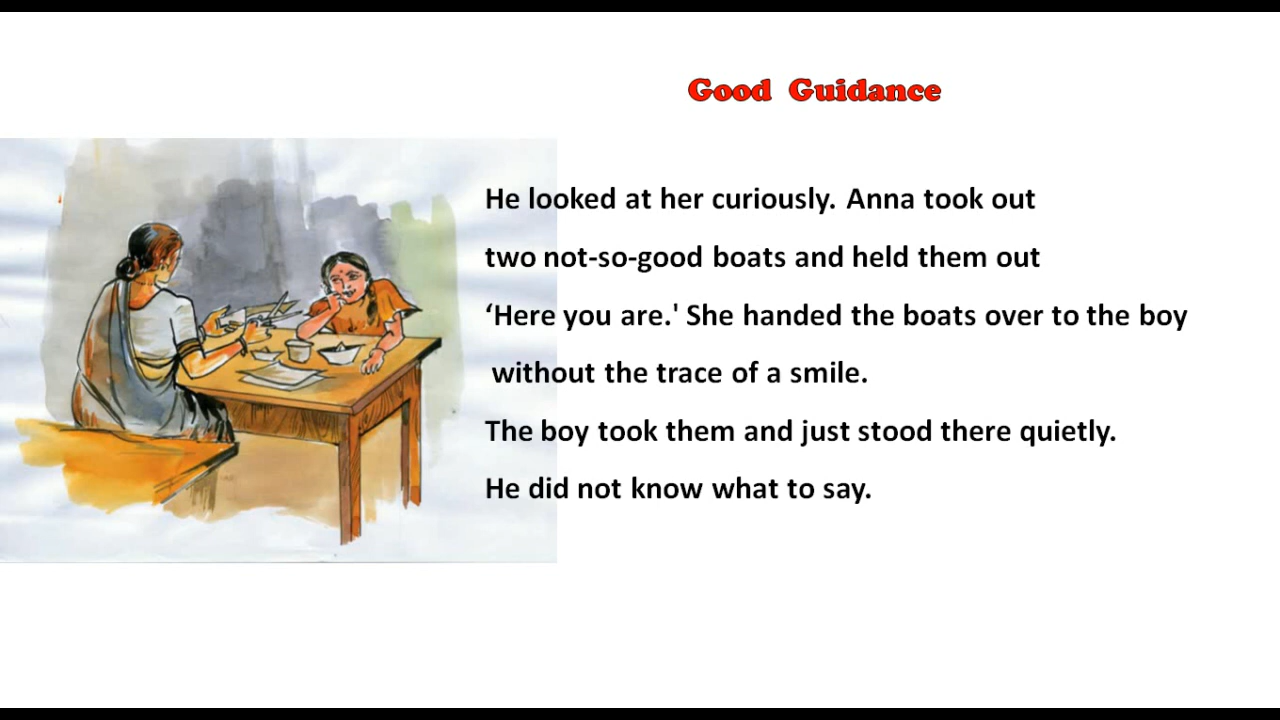 Good Guidance
He looked at her curiously. Anna took out
two not-so-good boats and held them out
‘Here you are.' She handed the boats over to the boy
without the trace of a smile.
The boy took them and just stood there quietly.
He did not know what to say.